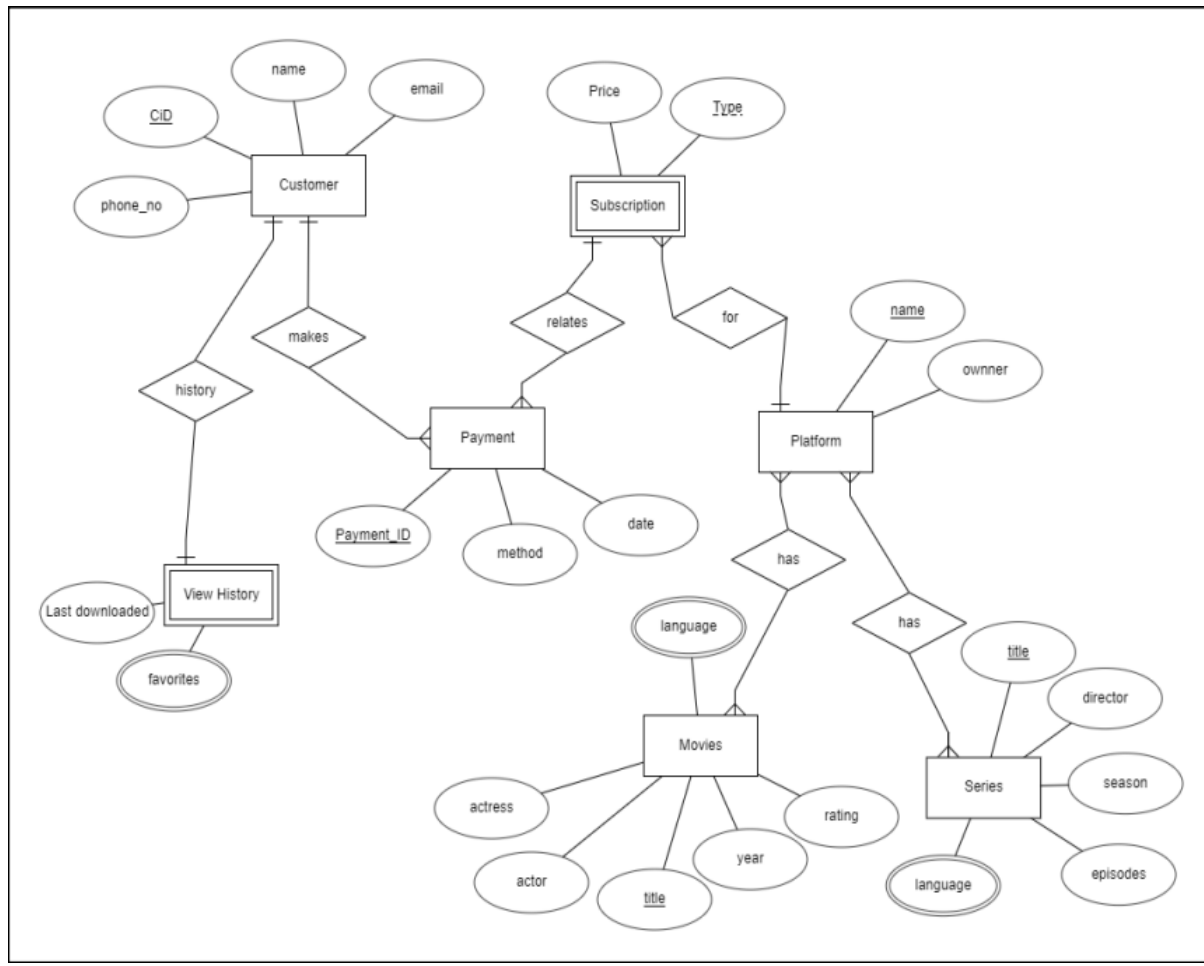 name
email
CiD
Customer
phone_no
Price
Type
Subscription
makes
history
relates
for
name
ownner
Payment
Platform
Payment_ID
method
date
View History
Last downloaded
favorites
has
has
language
title
director
Movies
season
Series
actress
actor
title
year
rating
language
episodes